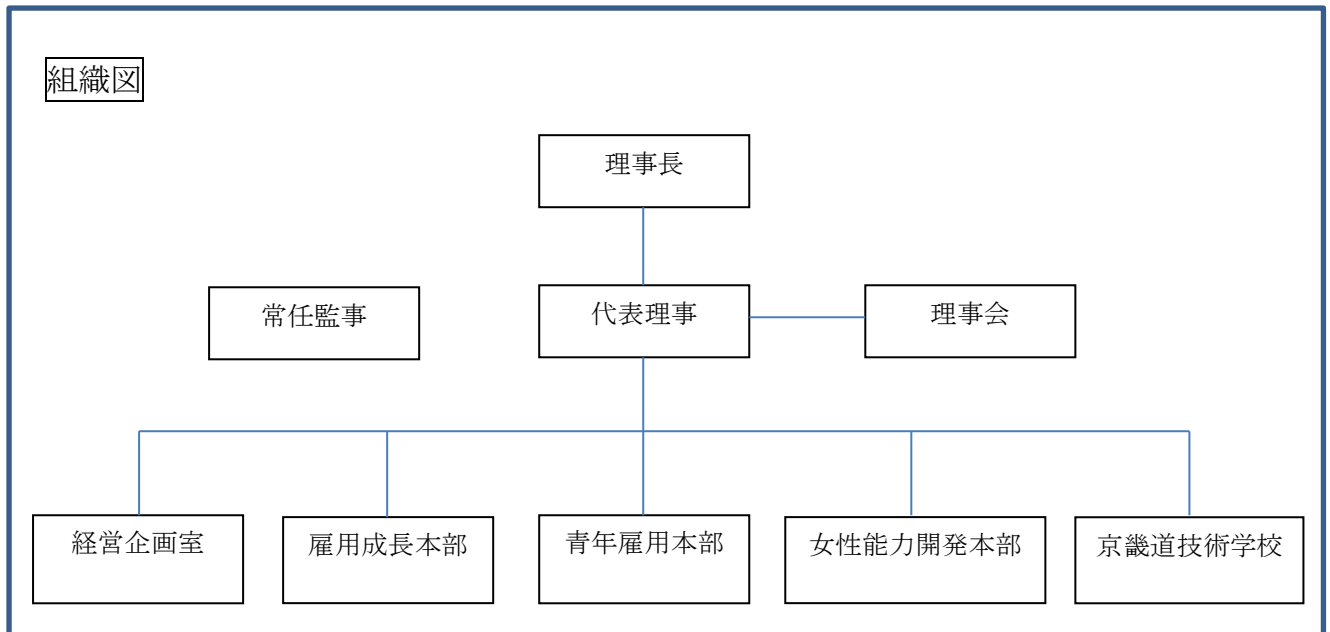 組織図
理事長
常任監事
代表理事
理事会
経営企画室
雇用成長本部
青年雇用本部
女性能力開発本部
京畿道技術学校